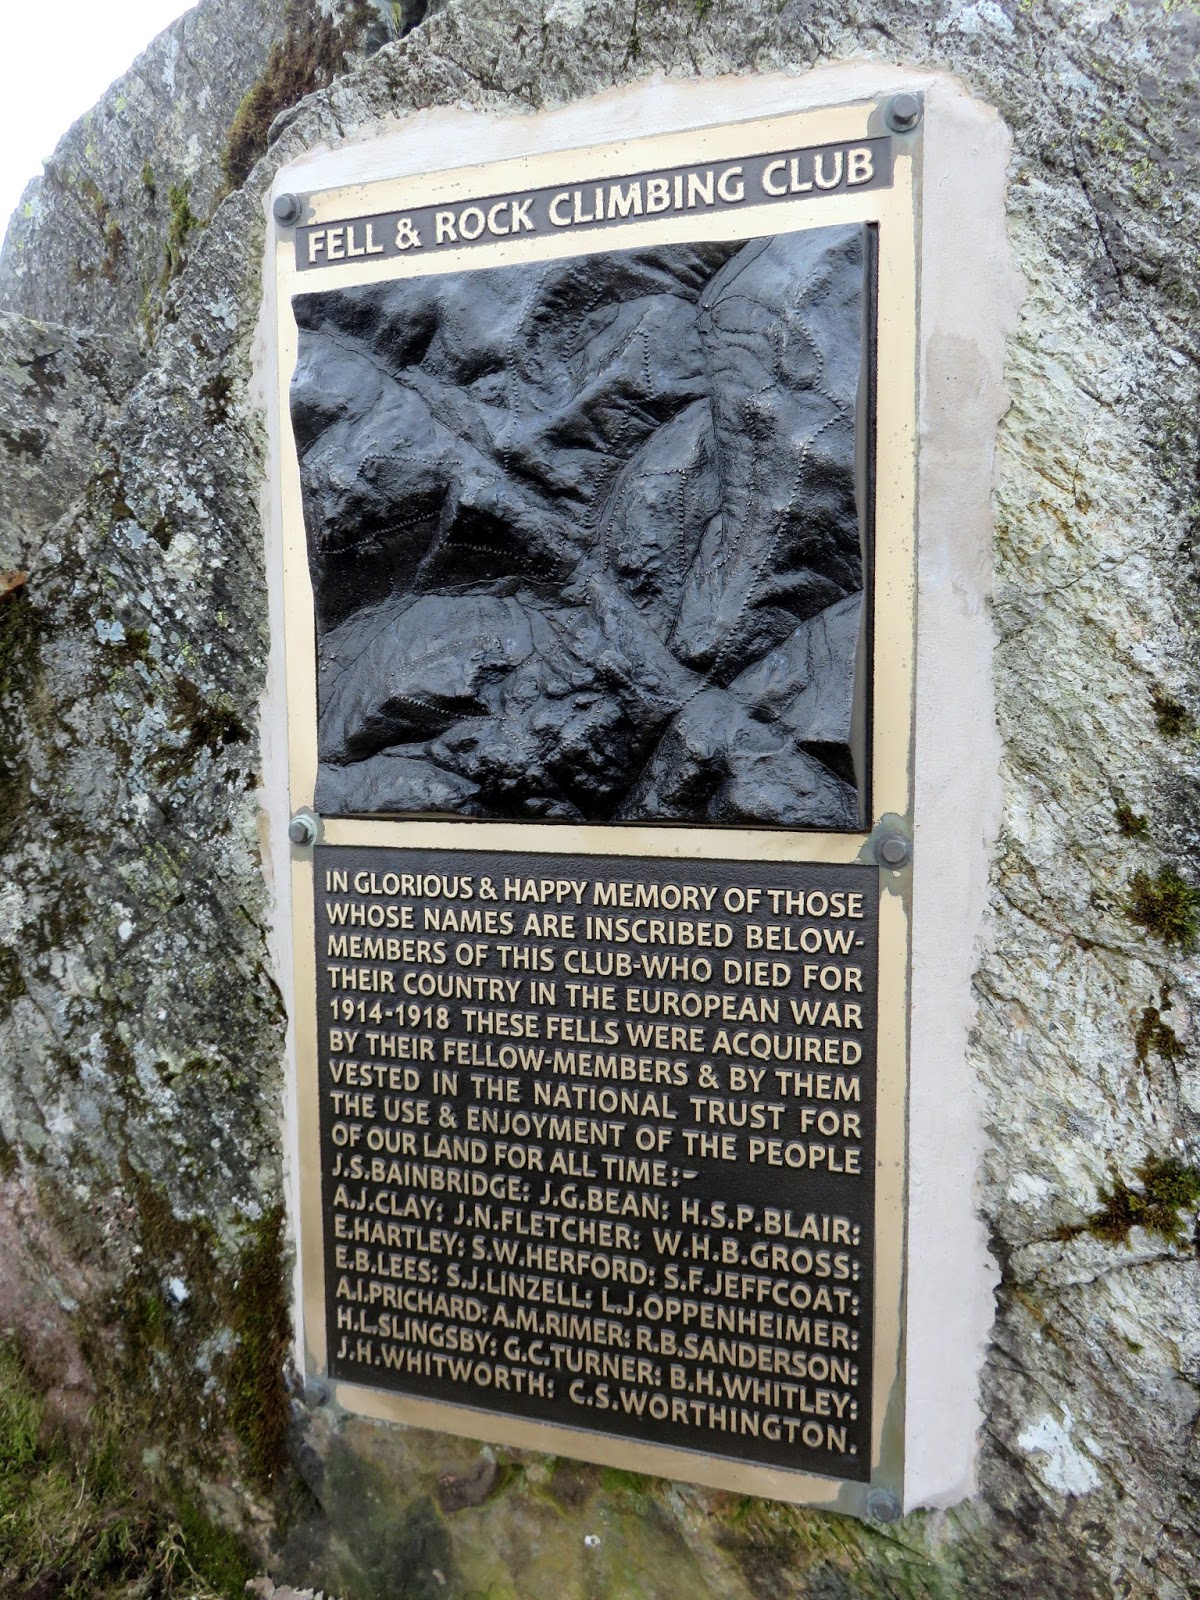 FELL & ROCK CLIMBING CLUB
IN GLORIOUS & HAPPY MEMORY OF THOSE
WHOSE NAMES ARE INSCRIBED BELOW-
MEMBERS OF THIS CLUB-WHO DIED FOR
THEIR COUNTRY IN THE EUROPEAN WAR
1914-1918 THESE FELLS WERE ACQUIRED
BY THEIR FELLOW-MEMBERS & BY THEM
VESTED IN THE NATIONAL TRUST FOR
THE USE & ENJOYMENT OF THE PEOPLE
OF OUR LAND FOR ALL TIME:-
J.S.BAINBRIDGE: J.G.BEAN: H.S.P.BLAIR:
A.J.CLAY: J.N.FLETCHER: W.H.B.GROSS:
E.HARTLEY: S.W.HERFORD: S.F.JEFFCOAT:
E.B.LEES: S.J.LINZELL: L.J.OPPENHEIMER:
A.I.PRICHARD: A.M.RIMER: R.B.SANDERSON:
H.L.SLINGSBY: G.C.TURNER: B.H.WHITLEY:
J.H.WHITWORTH: C.S.WORTHINGTON.